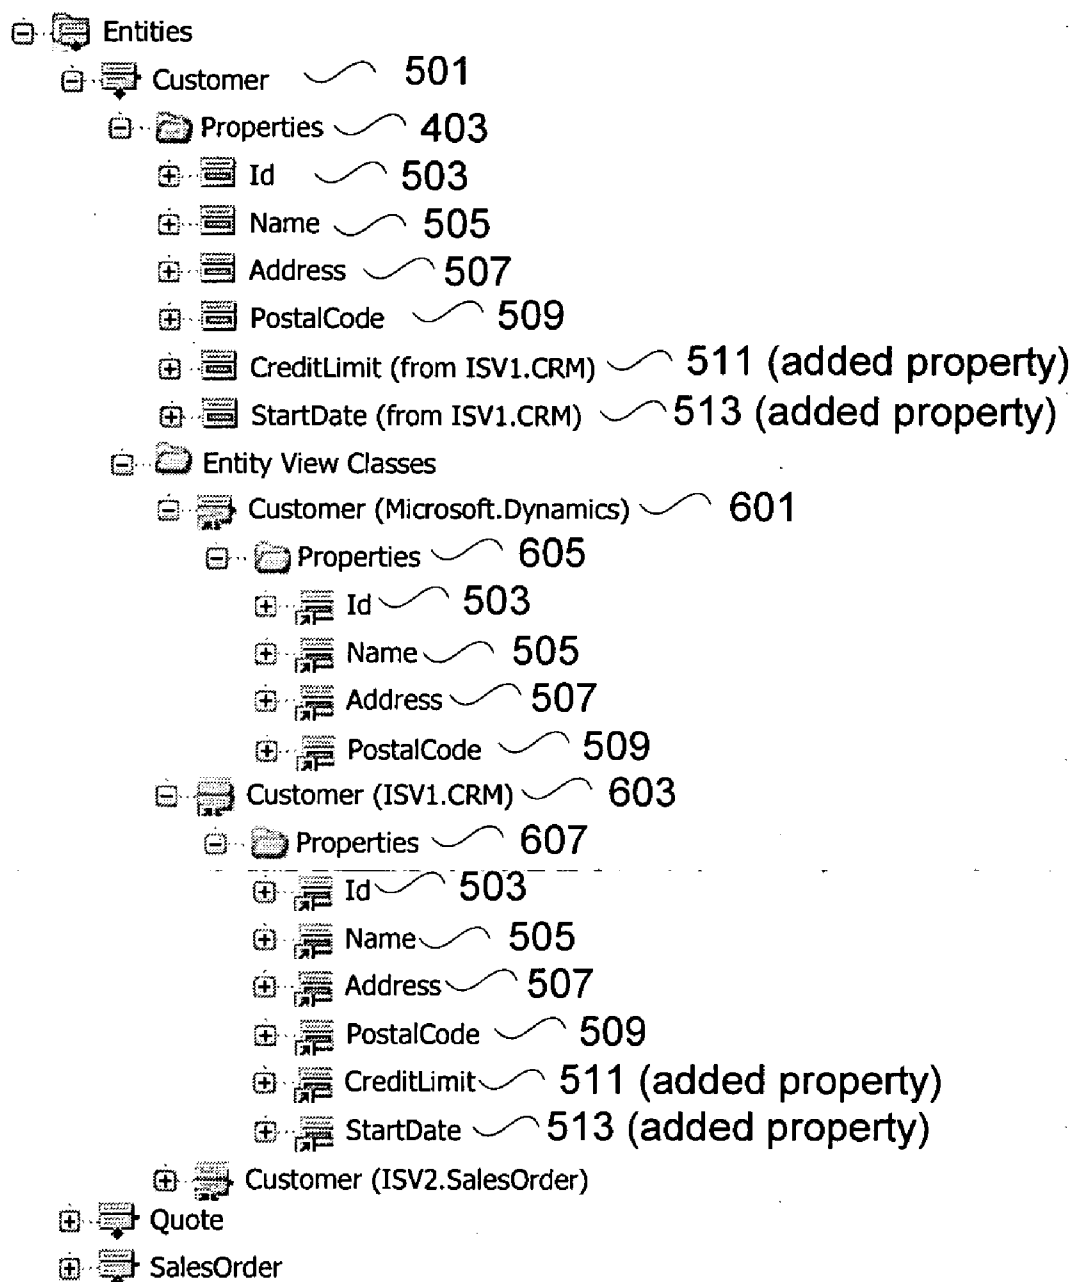 Entities
Customer 501
Properties 403
Id 503
Name 505
Address 507
PostalCode 509
CreditLimit (from ISV1.CRM) 511 (added property)
StartDate (from ISV1.CRM) 513 (added property)
Entity View Classes
Customer (Microsoft.Dynamics) 601
Properties 605
Id 503
Name 505
Address 507
PostalCode 509
Customer (ISV1.CRM) 603
Properties 607
Id 503
Name 505
Address 507
PostalCode 509
CreditLimit 511 (added property)
StartDate 513 (added property)
Customer (ISV2.SalesOrder)
Quote
SalesOrder